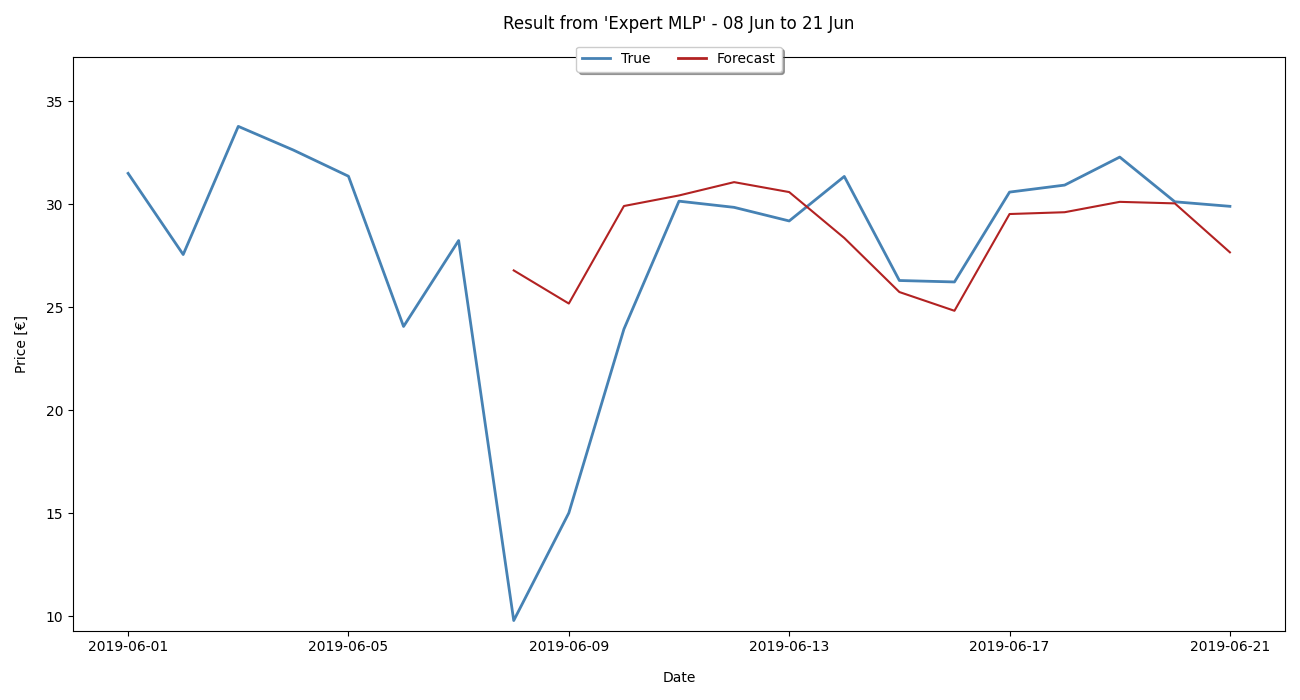 Result from 'Expert MLP' - 08 Jun to 21 Jun
True Forecast
35
30
25
20
15
10
Price [€]
2019-06-01 2019-06-05 2019-06-09 2019-06-13 2019-06-17 2019-06-21
Date